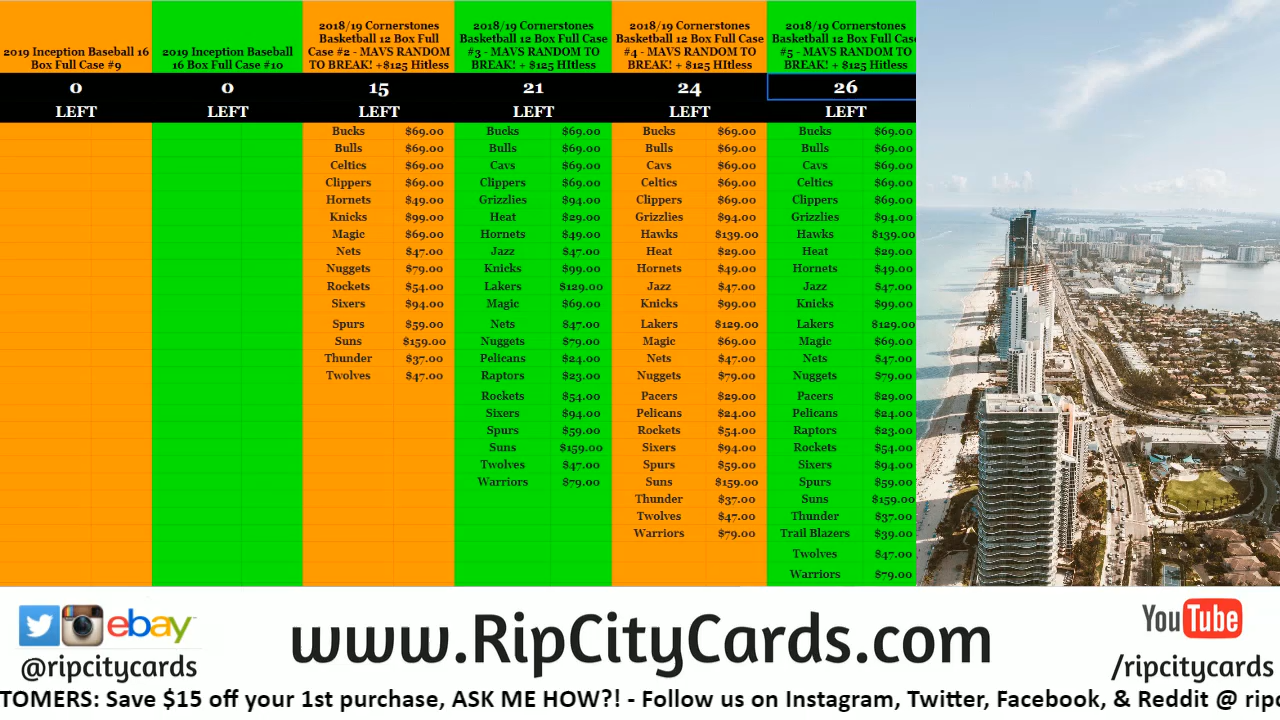 2019 Inception Baseball 16
Box Full Case #9
0
LEFT
2019 Inception Baseball
16 Box Full Case #10
0
LEFT
2018/19 Cornerstones
Basketball 12 Box Full
Case #2 - MAVS RANDOM
TO BREAK! +$125 Hitless
15
LEFT
Bucks $69.00
Bulls $69.00
Celtics $69.00
Clippers $69.00
Hornets $49.00
Knicks $99.00
Magic $69.00
Nets $47.00
Nuggets $79.00
Rockets $54.00
Sixers $94.00
Spurs $59.00
Suns $159.00
Thunder $37.00
Twolves $47.00
2018/19 Cornerstones
Basketball 12 Box Full Case
#3 - MAVS RANDOM TO
BREAK! + $125 HItless
21
LEFT
Bucks $69.00
Bulls $69.00
Cavs $69.00
Clippers $69.00
Grizzlies $94.00
Heat $29.00
Hornets $49.00
Jazz $47.00
Knicks $99.00
Lakers $129.00
Magic $69.00
Nets $47.00
Nuggets $79.00
Pelicans $24.00
Raptors $23.00
Rockets $54.00
Sixers $94.00
Spurs $59.00
Suns $159.00
Twolves $47.00
Warriors $79.00
2018/19 Cornerstones
Basketball 12 Box Full Case
#4 - MAVS RANDOM TO
BREAK! + $125 HItless
24
LEFT
Bucks $69.00
Bulls $69.00
Cavs $69.00
Celtics $69.00
Clippers $69.00
Grizzlies $94.00
Hawks $139.00
Heat $29.00
Hornets $49.00
Jazz $47.00
Knicks $99.00
Lakers $129.00
Magic $69.00
Nets $47.00
Nuggets $79.00
Pacers $29.00
Pelicans $24.00
Rockets $54.00
Sixers $94.00
Spurs $59.00
Suns $159.00
Thunder $37.00
Twolves $47.00
Warriors $79.00
2018/19 Cornerstones
Basketball 12 Box Full Cas
#5 - MAVS RANDOM TO
BREAK! + $125 Hitless
26
LEFT
Bucks $69.00
Bulls $69.00
Cavs $69.00
Celtics $69.00
Clippers $69.00
Grizzlies $94.00
Hawks $139.00
Heat $29.00
Hornets $49.00
Jazz $47.00
Knicks $99.00
Lakers $129.00
Magic $69.00
Nets $47.00
Nuggets $79.00
Pacers $29.00
Pelicans $24.00
Raptors $23.00
Rockets $54.00
Sixers $94.00
Spurs $59.00
Suns $159.00
Thunder $37.00
Trail Blazers $39.00
Twolves $47.00
Warriors $79.00
ebay
@ripcitycards
www.RipCityCards.com
YouTube
/ripcitycards
TOMERS: Save $15 off your 1st purchase, ASK ME HOW?! - Follow us on Instagram, Twitter, Facebook, & Reddit @ ripc